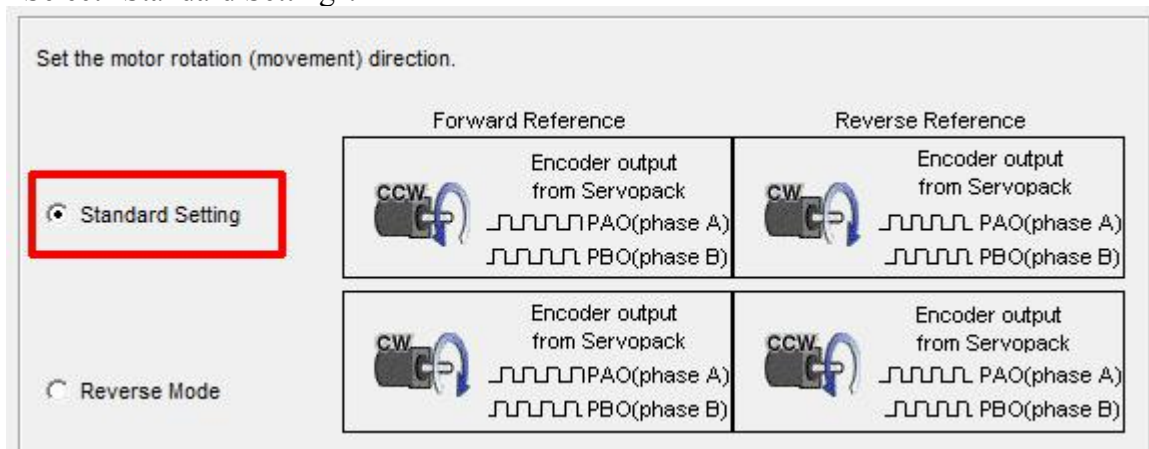 Set the motor rotation (movement) direction.
Forward Reference
Reverse Reference
Standard Setting
CCW
Encoder output
from Servopack
PAO(phase A)
PBO(phase B)
CW
Encoder output
from Servopack
PAO(phase A)
PBO(phase B)
Reverse Mode
CW
Encoder output
from Servopack
PAO(phase A)
PBO(phase B)
CCW
Encoder output
from Servopack
PAO(phase A)
PBO(phase B)